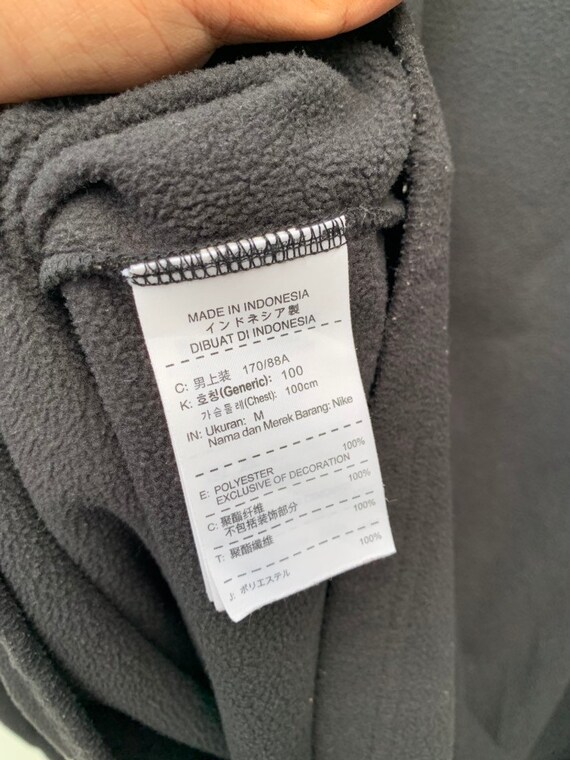 MADE IN INDONESIA
インドネシア製
DIBUAT DI INDONESIA
C: 男上装 170/88A
K: 호칭(Generic): 100
가슴둘레(Chest): 100cm
IN: Ukuran: M
Nama dan Merek Barang: Nike
E: POLYESTER 100%
EXCLUSIVE OF DECORATION
C: 聚酯纤维 100%
不包括装饰部分
T: 聚酯纖維 100%
J: ポリエステル 100%